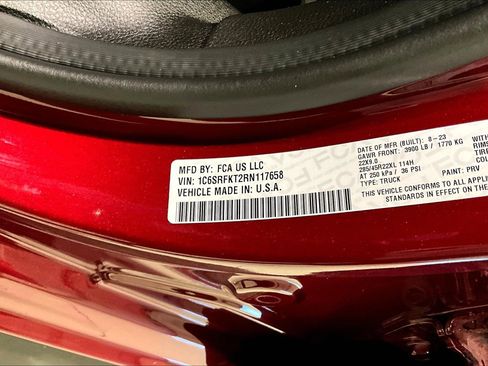 MFD BY: FCA US LLC
VIN: 1C6SRFKT2RN117658
VEHICLE MADE IN: U.S.A.
DATE OF MFR (BUILT): 8-23
GAWR FRONT: 3900 LB / 1770 KG
22X9.0
285/45R22XL 114H
AT 250 kPa / 36 PSI
TYPE: TRUCK
PAINT: PRV
THIS VEHICLE CONFORMS TO ALL
STANDARDS IN EFFECT ON THE